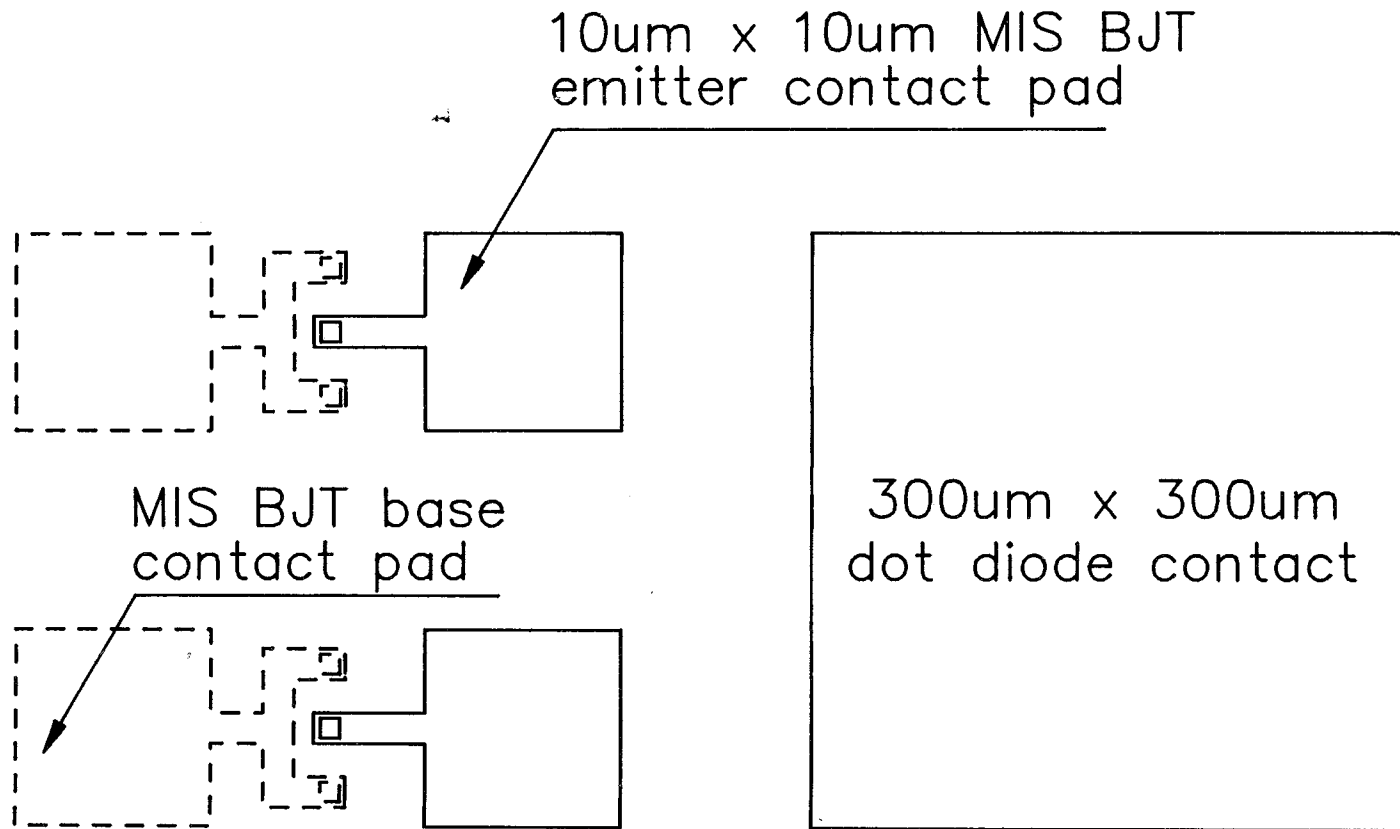 10um x 10um MIS BJT
emitter contact pad
MIS BJT base
contact pad
300um x 300um
dot diode contact